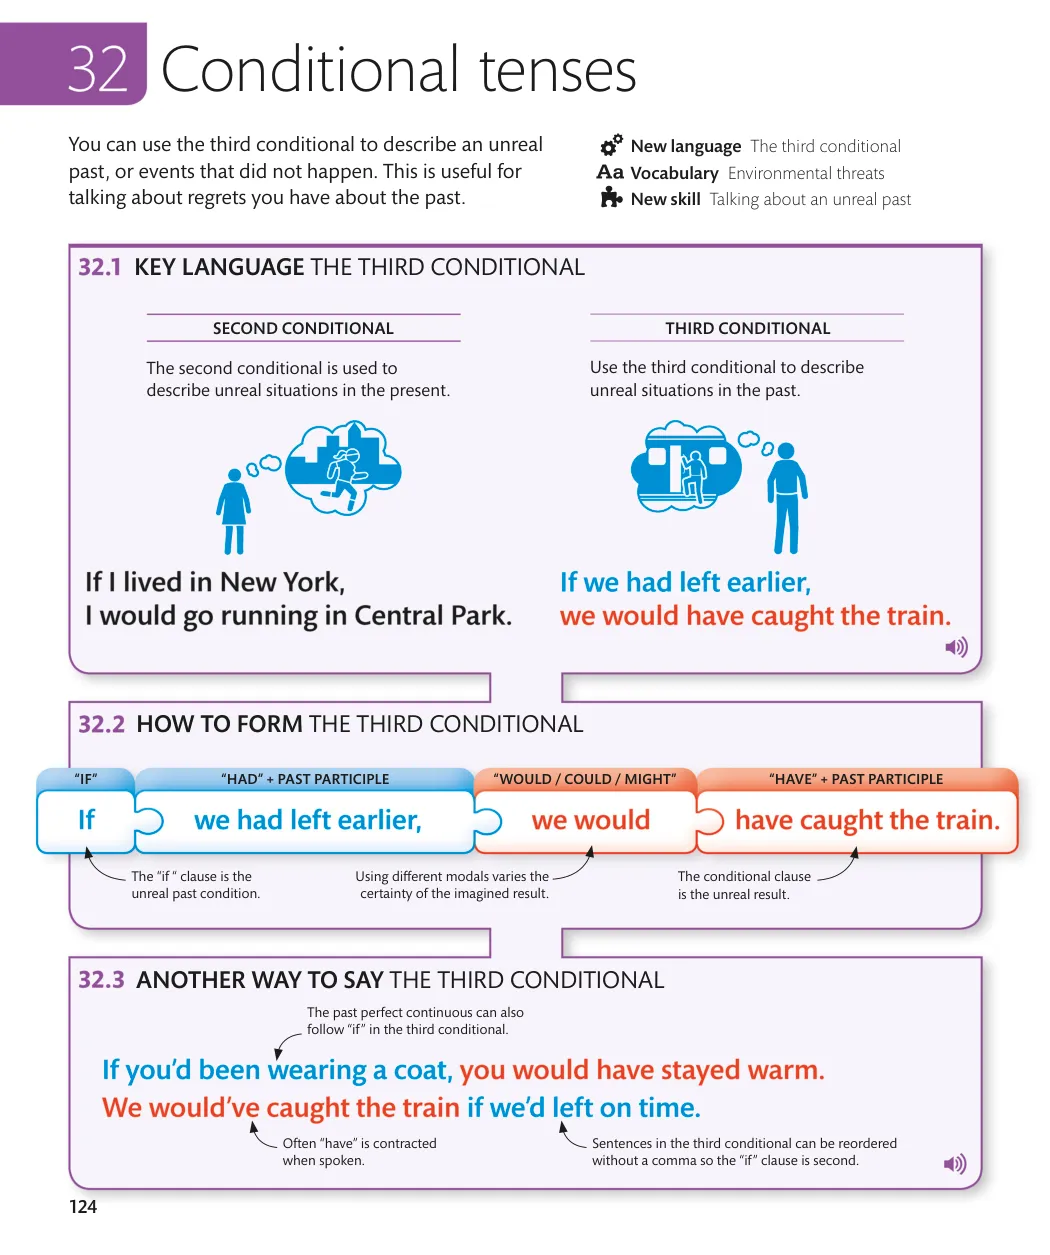 32 Conditional tenses
You can use the third conditional to describe an unreal
past, or events that did not happen. This is useful for
talking about regrets you have about the past.
New language The third conditional
Aa Vocabulary Environmental threats
New skill Talking about an unreal past
32.1 KEY LANGUAGE THE THIRD CONDITIONAL
SECOND CONDITIONAL
The second conditional is used to
describe unreal situations in the present.
If I lived in New York,
I would go running in Central Park.
THIRD CONDITIONAL
Use the third conditional to describe
unreal situations in the past.
If we had left earlier,
we would have caught the train.
32.2 HOW TO FORM THE THIRD CONDITIONAL
“IF” “HAD” + PAST PARTICIPLE “WOULD / COULD / MIGHT” “HAVE” + PAST PARTICIPLE
If we had left earlier, we would have caught the train.
The “if “ clause is the
unreal past condition.
Using different modals varies the
certainty of the imagined result.
The conditional clause
is the unreal result.
32.3 ANOTHER WAY TO SAY THE THIRD CONDITIONAL
The past perfect continuous can also
follow “if” in the third conditional.
If you’d been wearing a coat, you would have stayed warm.
We would’ve caught the train if we’d left on time.
Often “have” is contracted
when spoken.
Sentences in the third conditional can be reordered
without a comma so the “if” clause is second.
124